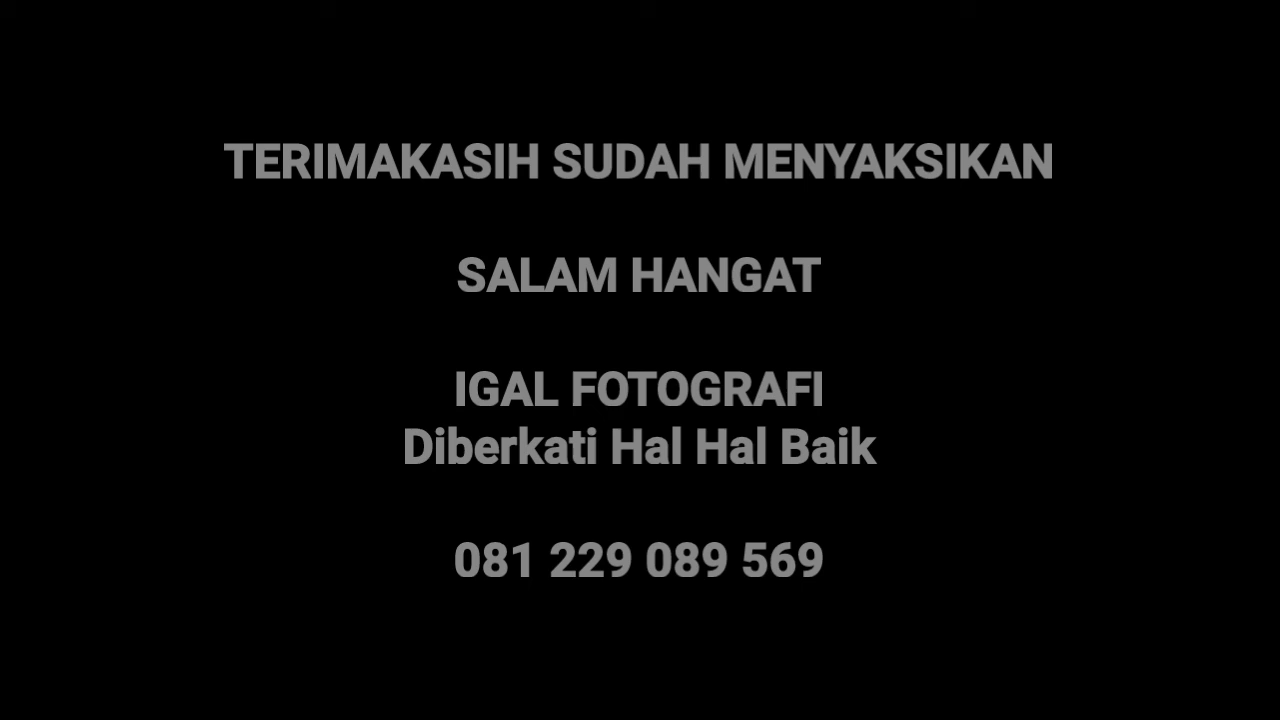 TERIMAKASIH SUDAH MENYAKSIKAN
SALAM HANGAT
IGAL FOTOGRAFI
Diberkati Hal Hal Baik
081 229 089 569